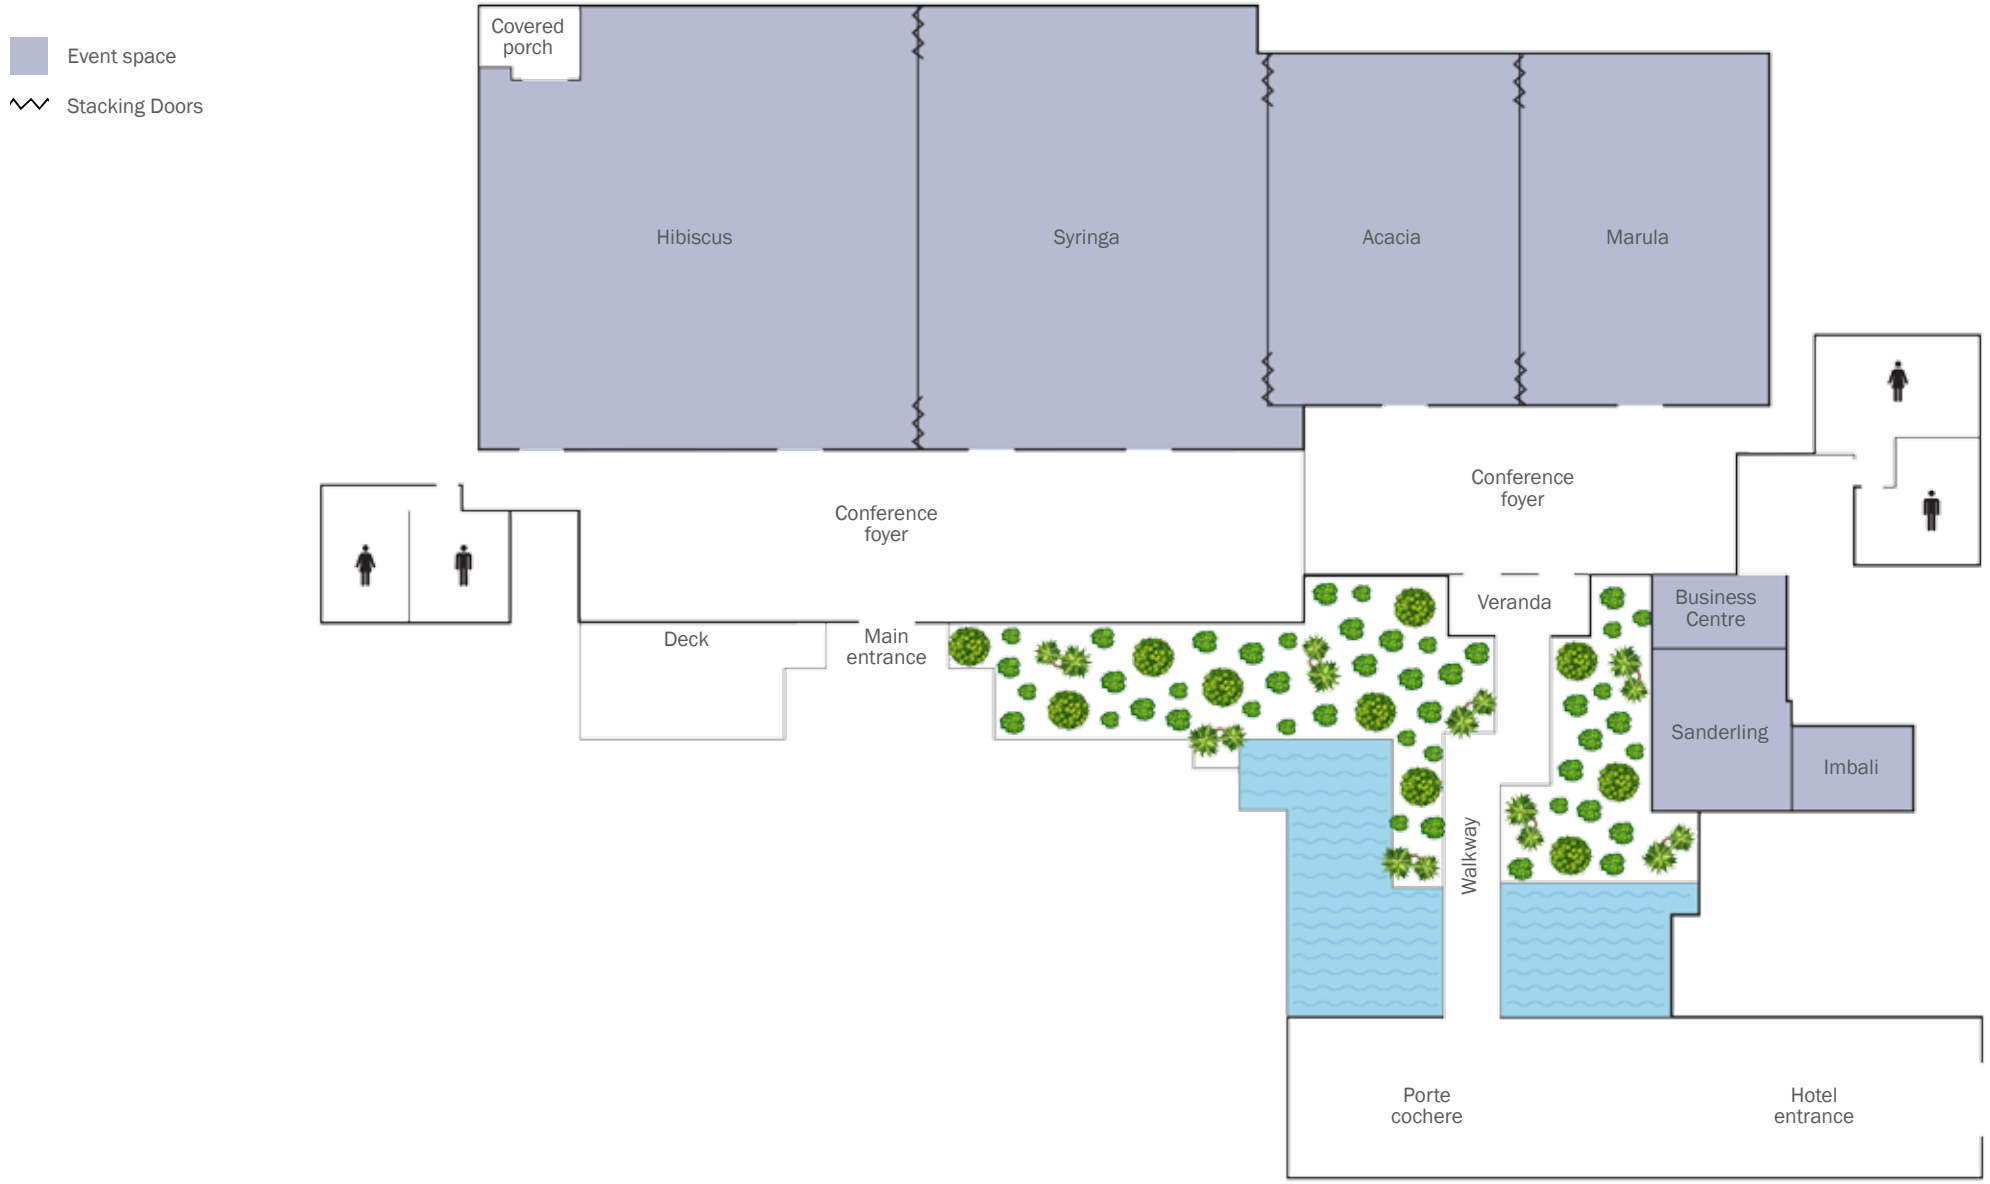 Event space
Stacking Doors
Covered
porch
Hibiscus
Syringa
Acacia
Marula
Conference
foyer
Conference
foyer
Deck
Main
entrance
Veranda
Business
Centre
Sanderling
Imbali
Walkway
Porte
cochere
Hotel
entrance